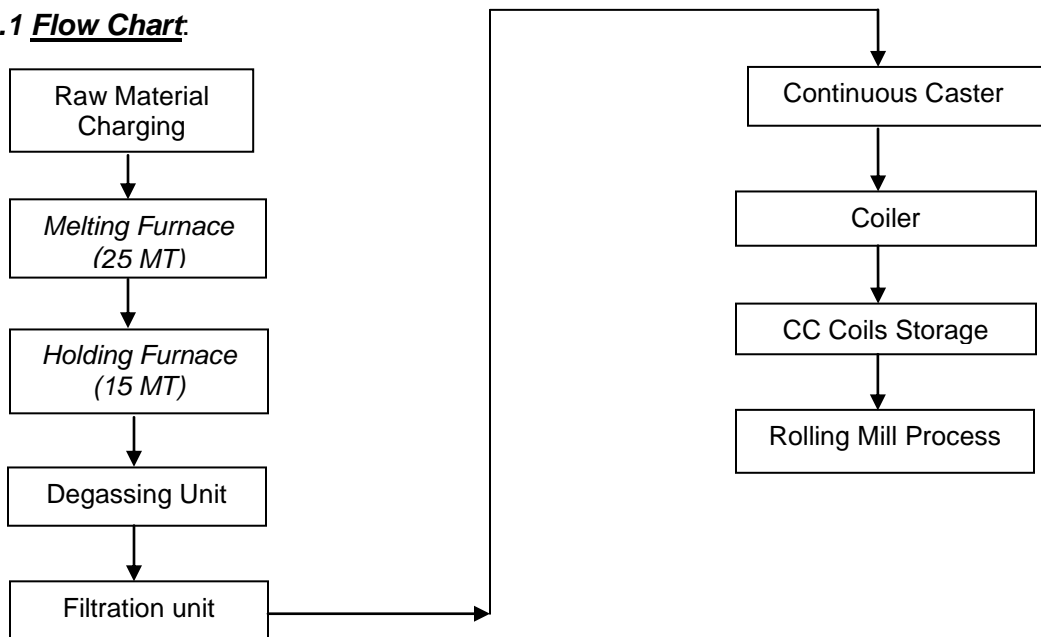 .1 Flow Chart:
Raw Material
Charging
Melting Furnace
(25 MT)
Holding Furnace
(15 MT)
Degassing Unit
Filtration unit
Continuous Caster
Coiler
CC Coils Storage
Rolling Mill Process